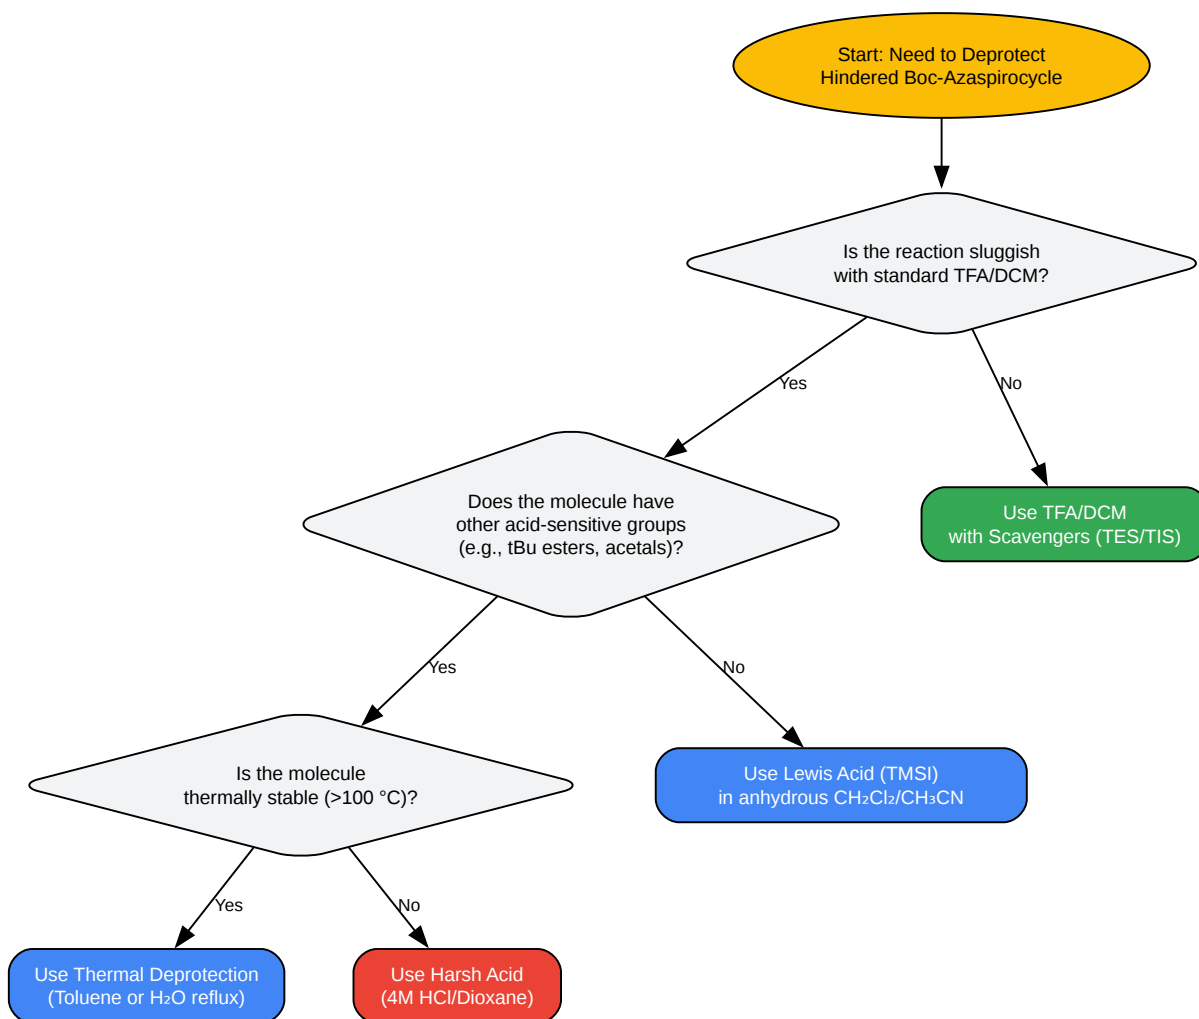 Start: Need to Deprotect
Hindered Boc-Azaspirocycle
Is the reaction sluggish
with standard TFA/DCM?
Yes
No
Does the molecule have
other acid-sensitive groups
(e.g., tBu esters, acetals)?
Use TFA/DCM
with Scavengers (TES/TIS)
Yes
No
Is the molecule
thermally stable (>100 °C)?
Use Lewis Acid (TMSI)
in anhydrous CH₂Cl₂/CH₃CN
Yes
No
Use Thermal Deprotection
(Toluene or H₂O reflux)
Use Harsh Acid
(4M HCl/Dioxane)